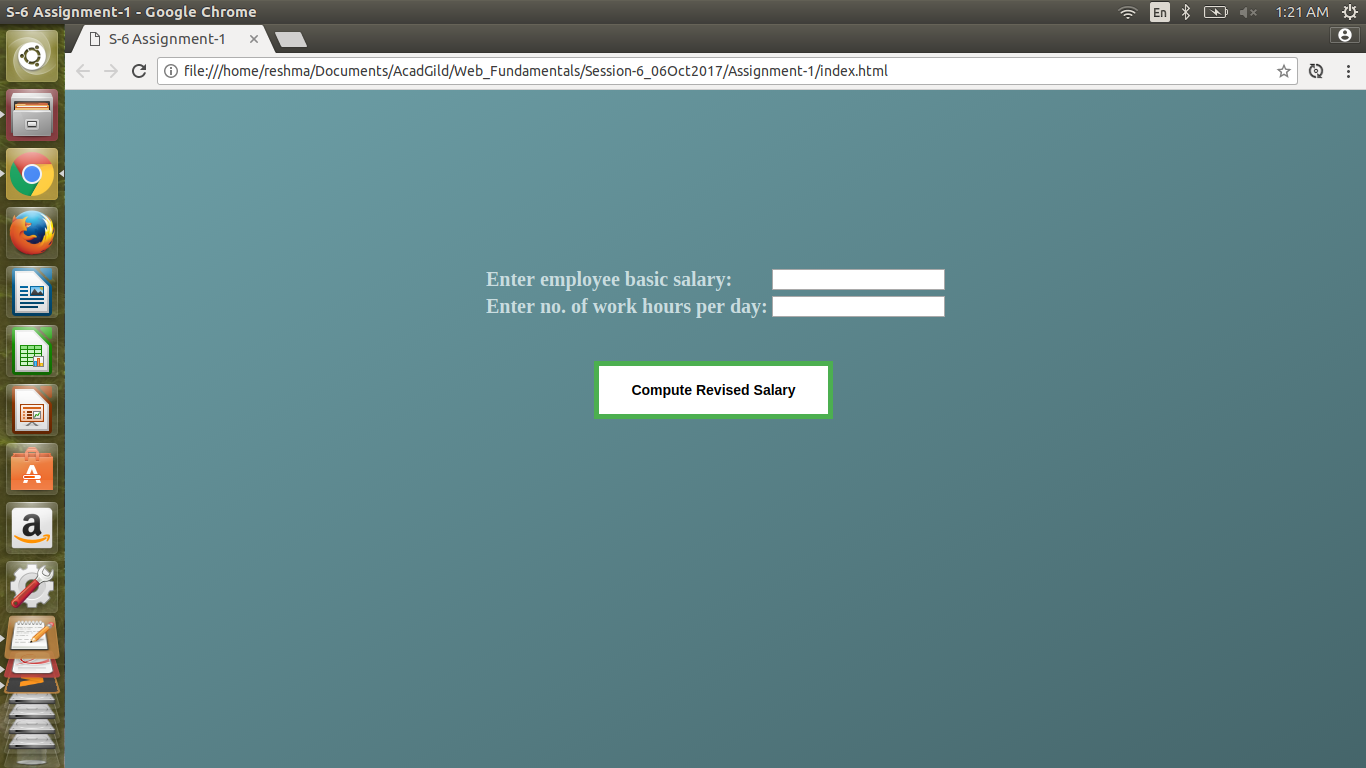 S-6 Assignment-1 - Google Chrome
En
1:21 AM
S-6 Assignment-1
file:///home/reshma/Documents/AcadGild/Web_Fundamentals/Session-6_06Oct2017/Assignment-1/index.html
Enter employee basic salary:
Enter no. of work hours per day:
Compute Revised Salary